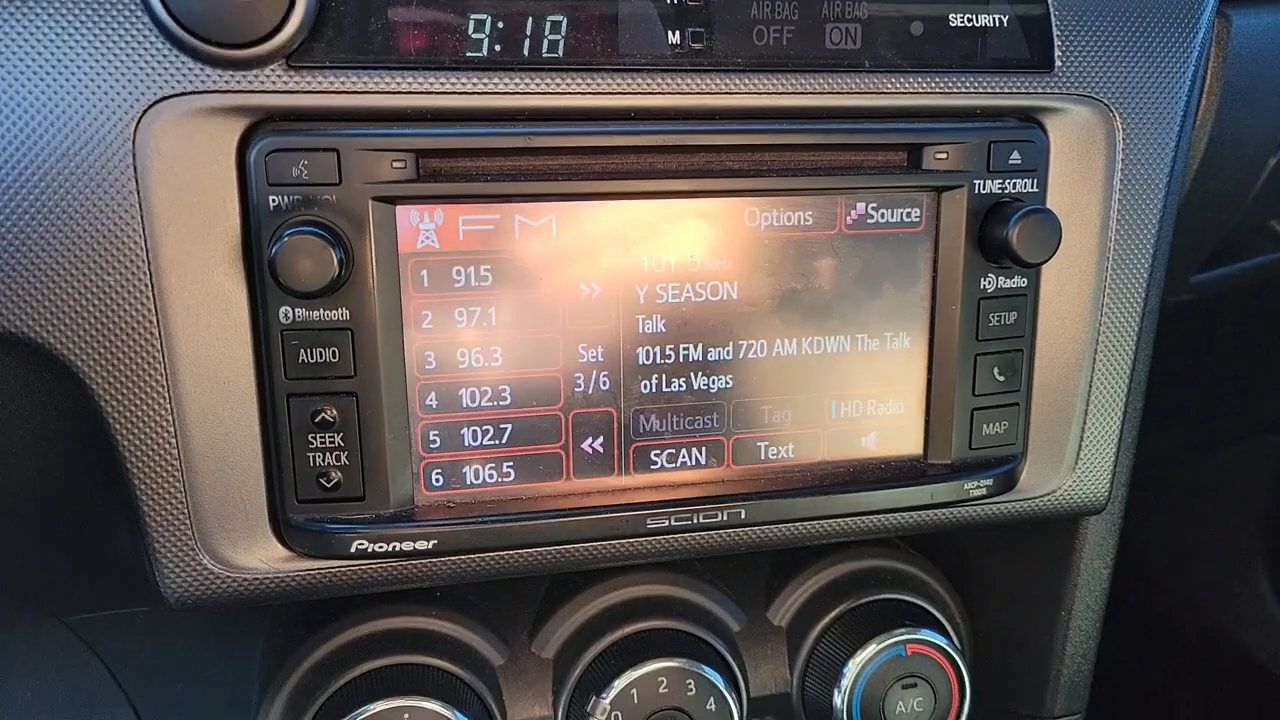 9:18
M
AIR BAG
OFF
AIR BAG
ON
SECURITY
PWR VOL
TUNE·SCROLL
FM
Options
Source
1 91.5
2 97.1
3 96.3
4 102.3
5 102.7
6 106.5
>>
Set
3/6
<<
101.5 MHz
Y SEASON
Talk
101.5 FM and 720 AM KDWN The Talk
of Las Vegas
Multicast
Tag
HD Radio
SCAN
Text
Bluetooth
AUDIO
SEEK
TRACK
HD Radio
SETUP
MAP
SCION
Pioneer
0 1 2 3 4
A/C